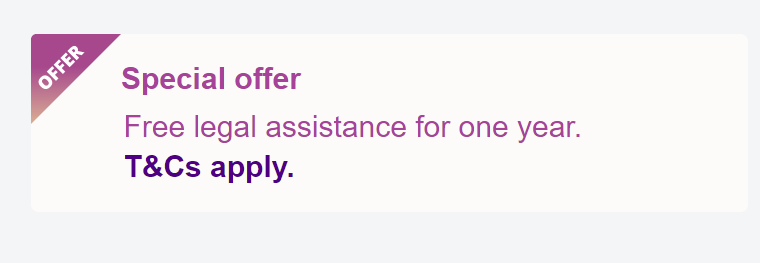 OFFER
Special offer
Free legal assistance for one year.
T&Cs apply.